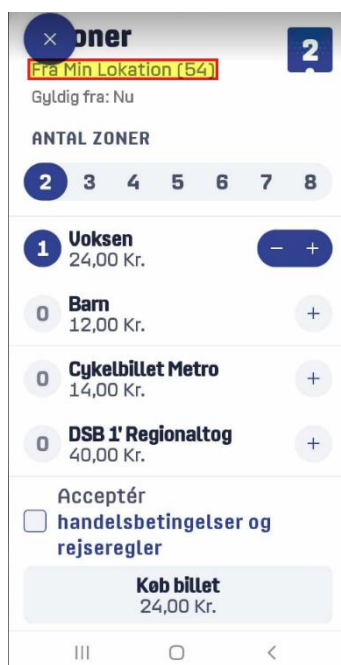 oner
2
Fra Min Lokation (54)
Gyldig fra: Nu
ANTAL ZONER
2 3 4 5 6 7 8
1 Voksen
24,00 Kr.
− +
0 Barn
12,00 Kr.
+
0 Cykelbillet Metro
14,00 Kr.
+
0 DSB 1' Regionaltog
40,00 Kr.
+
Acceptér
handelsbetingelser og
rejseregler
Køb billet
24,00 Kr.